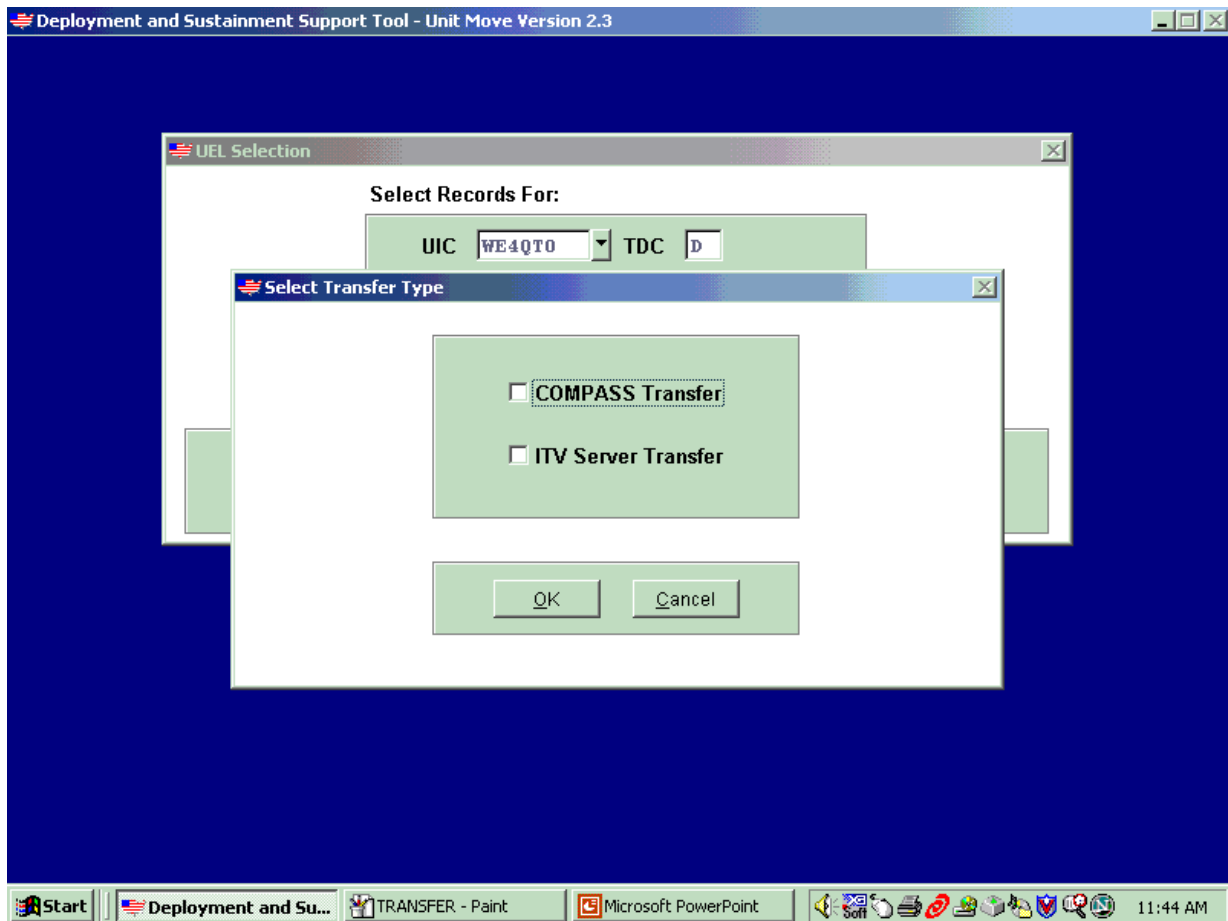 Deployment and Sustainment Support Tool - Unit Move Version 2.3
UEL Selection
Select Records For:
UIC WE4QT0 TDC D
Select Transfer Type
COMPASS Transfer
ITV Server Transfer
OK Cancel
Start Deployment and Su... TRANSFER - Paint Microsoft PowerPoint 11:44 AM